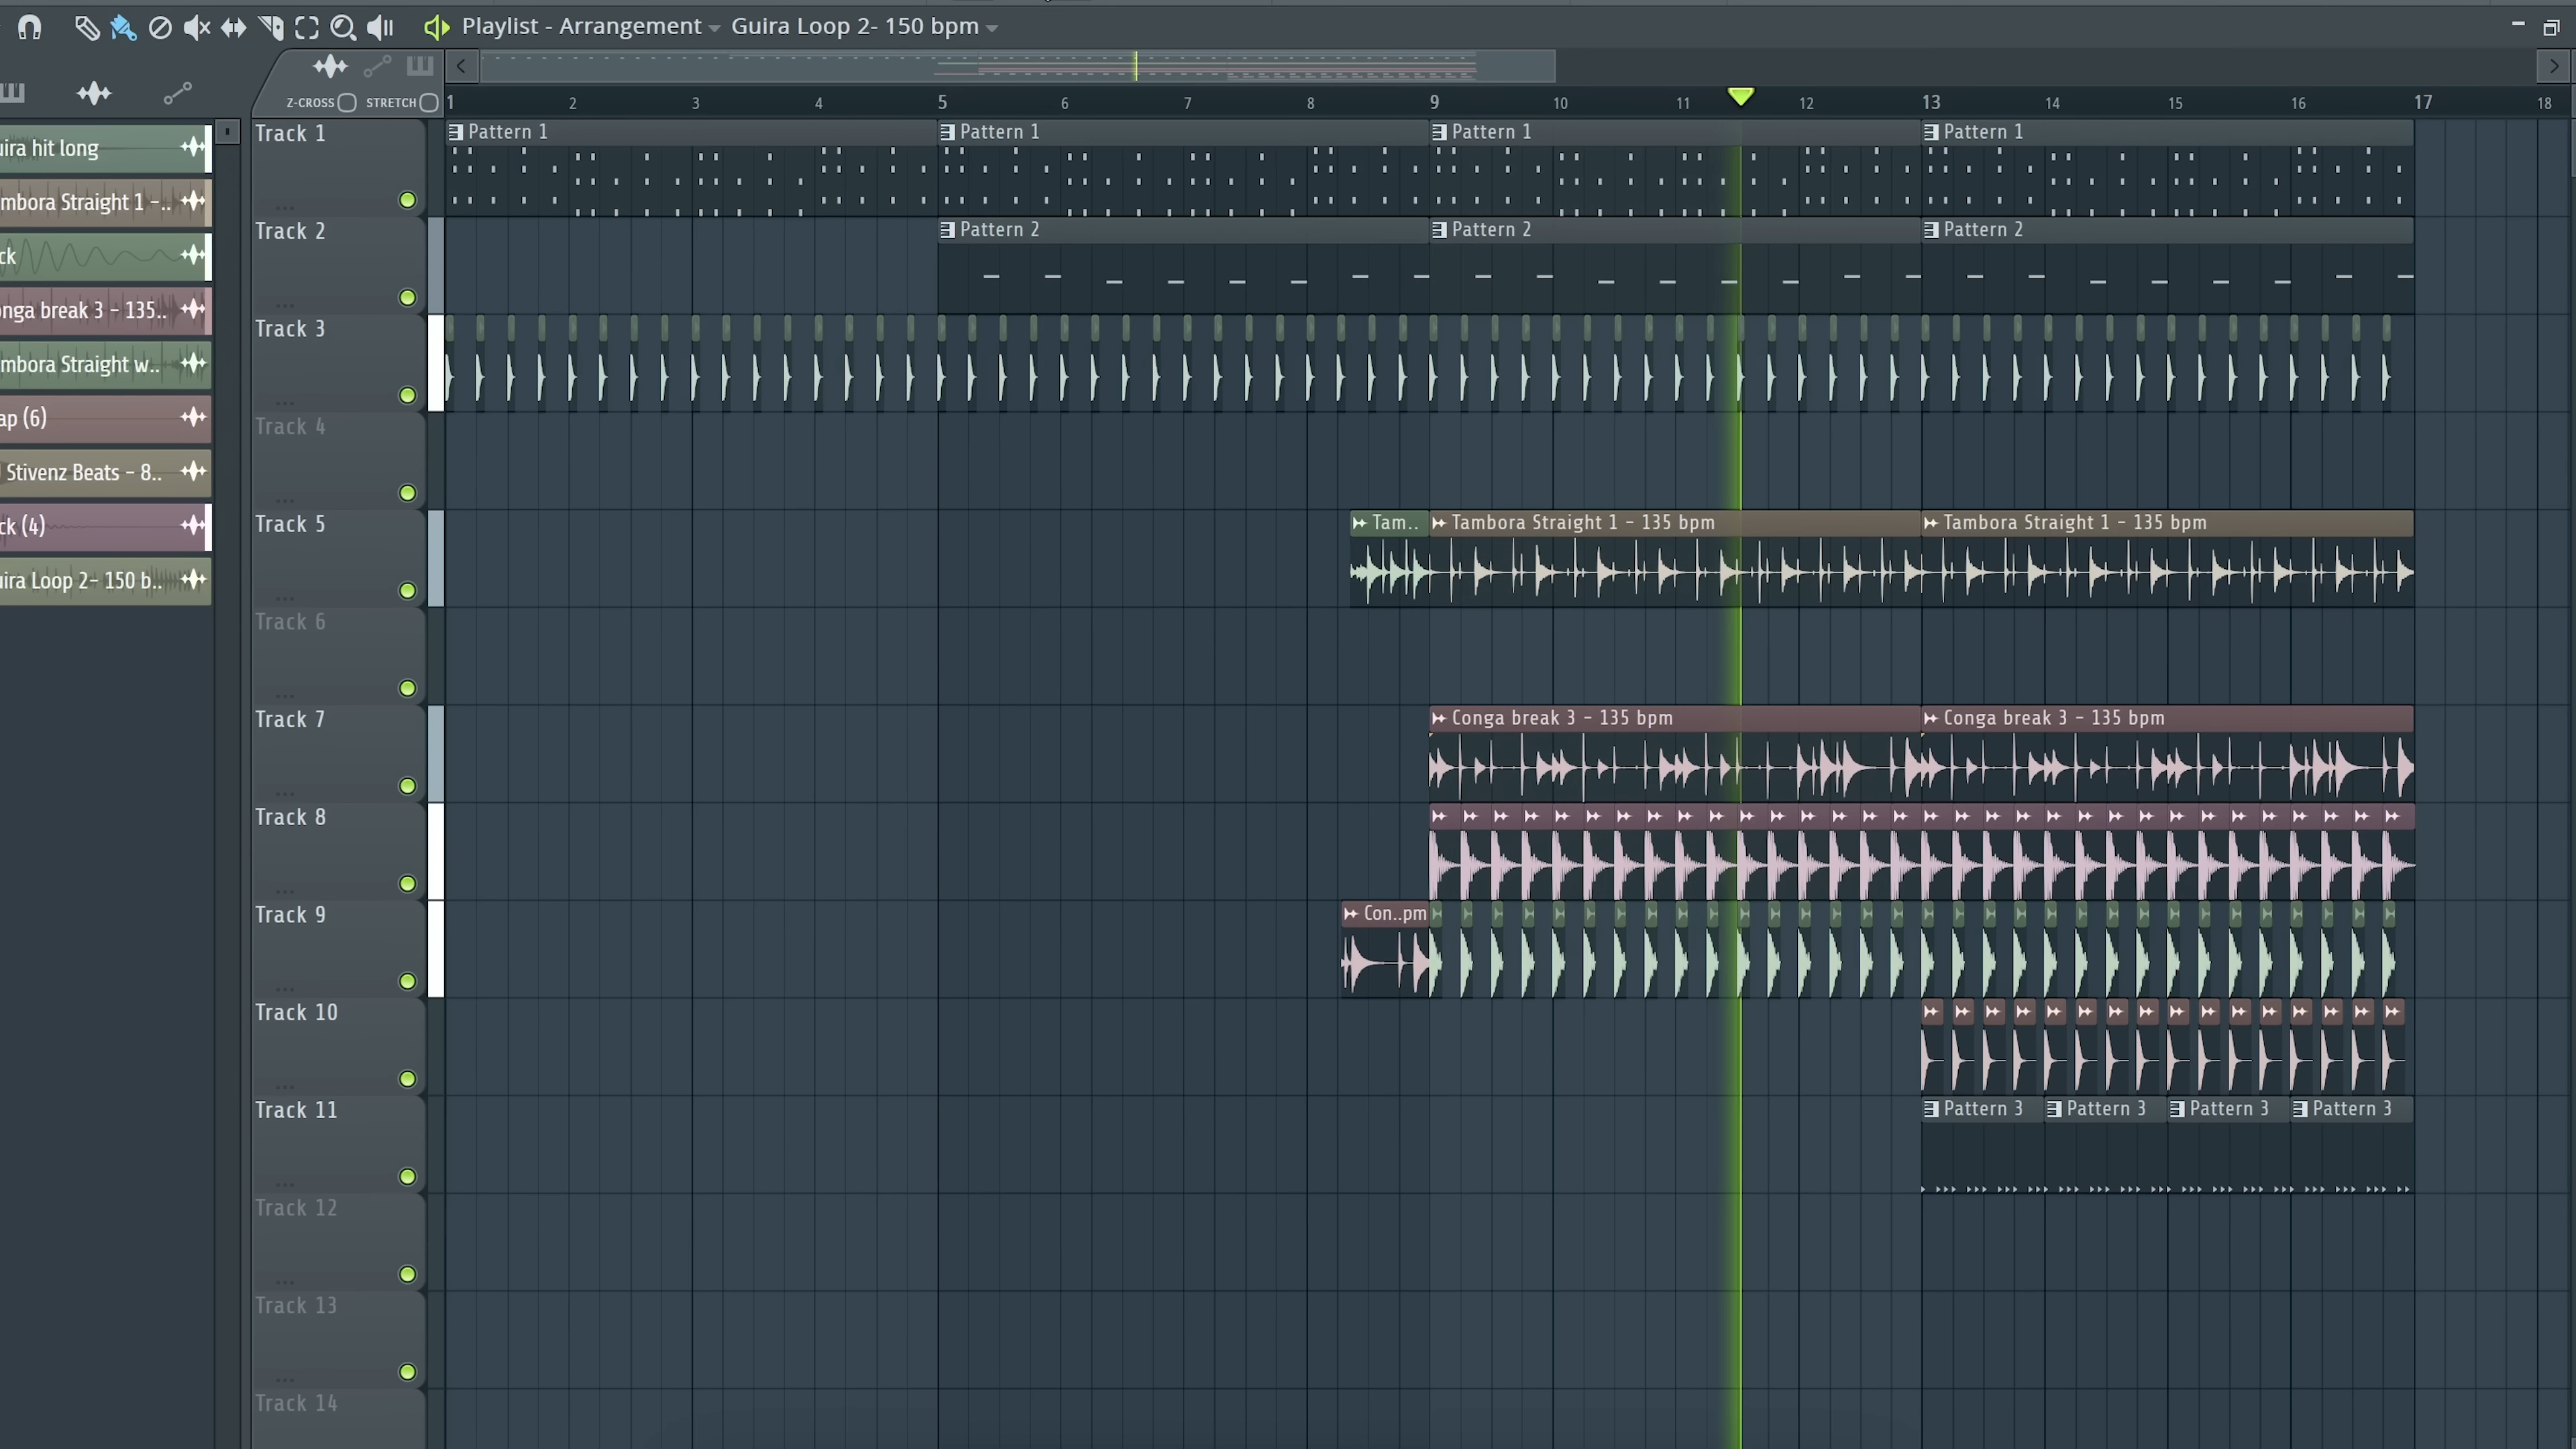 Playlist - Arrangement Guira Loop 2- 150 bpm
Z-CROSS STRETCH
1 2 3 4 5 6 7 8 9 10 11 12 13 14 15 16 17 18
uira hit long
mbora Straight 1 -..
ck
onga break 3 - 135..
mbora Straight w..
ap (6)
Stivenz Beats - 8..
ck (4)
uira Loop 2- 150 b..
Track 1
Pattern 1 Pattern 1 Pattern 1 Pattern 1
Track 2
Pattern 2 Pattern 2 Pattern 2
Track 3
Track 4
Track 5
Tam.. Tambora Straight 1 - 135 bpm Tambora Straight 1 - 135 bpm
Track 6
Track 7
Conga break 3 - 135 bpm Conga break 3 - 135 bpm
Track 8
Track 9
Con..pm
Track 10
Track 11
Pattern 3 Pattern 3 Pattern 3 Pattern 3
Track 12
Track 13
Track 14